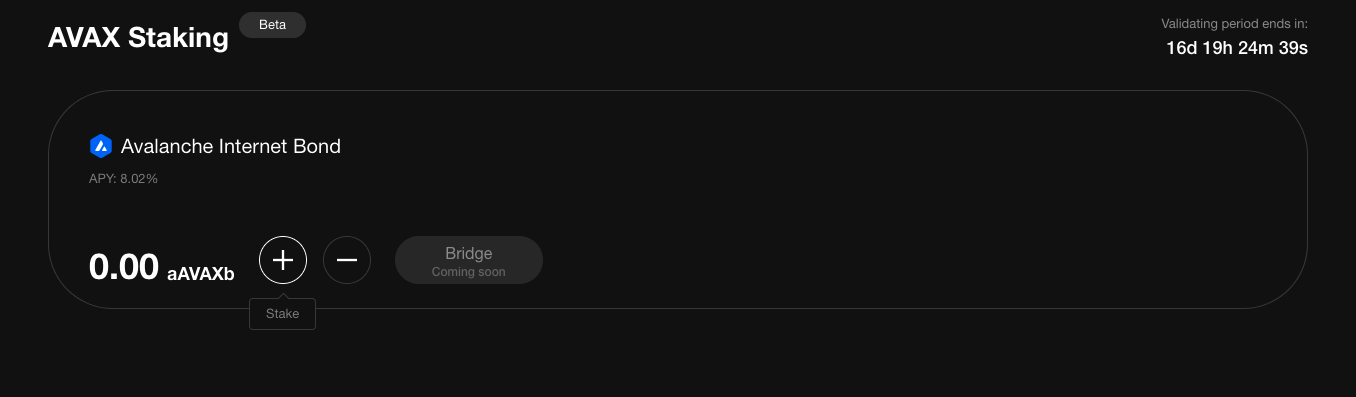 AVAX Staking
Beta
Validating period ends in:
16d 19h 24m 39s
Avalanche Internet Bond
APY: 8.02%
0.00 aAVAXb
Bridge
Coming soon
Stake